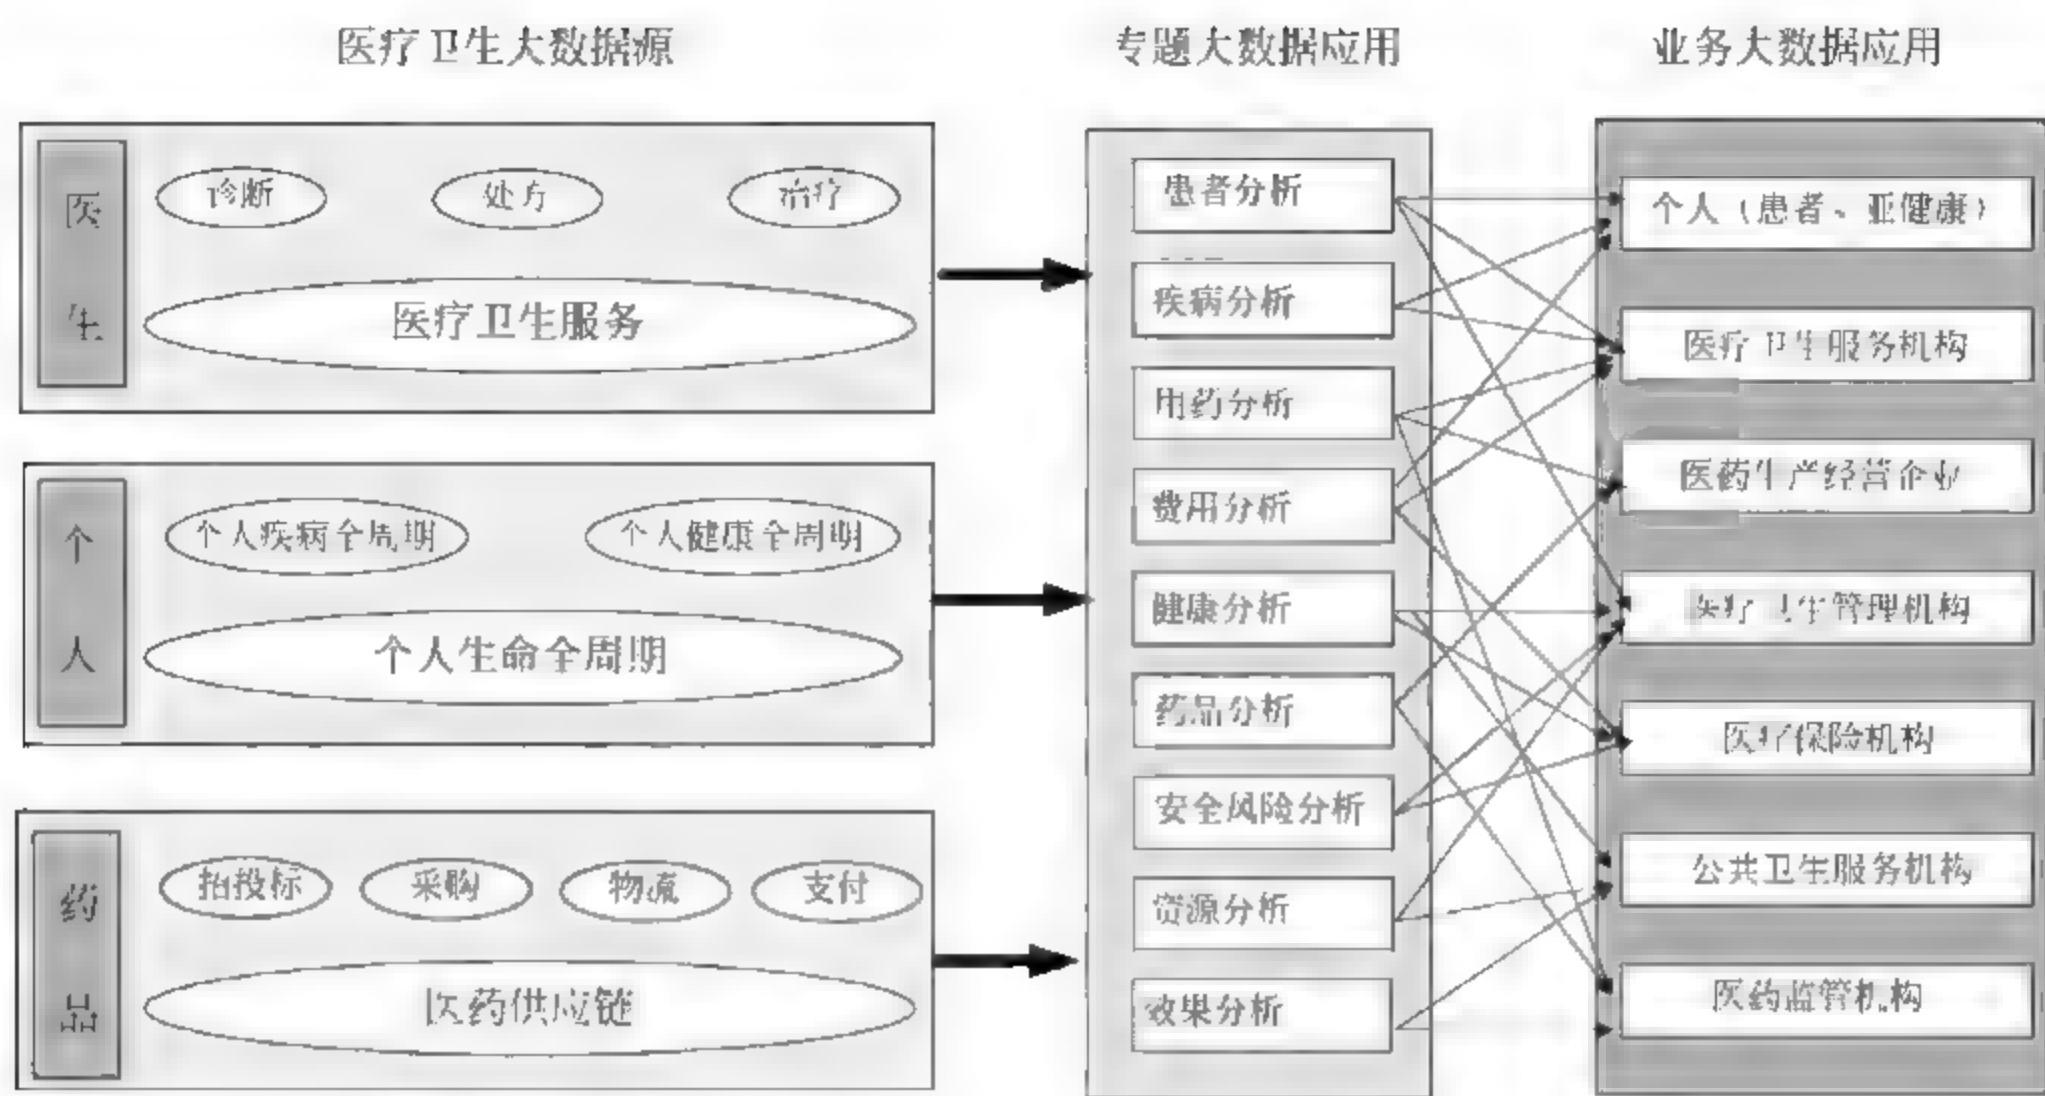 医疗卫生大数据源
专题大数据应用
业务大数据应用
医生
诊断
处方
治疗
医疗卫生服务
个人
个人疾病全周期
个人健康全周期
个人生命全周期
药品
招投标
采购
物流
支付
医药供应链
患者分析
疾病分析
用药分析
费用分析
健康分析
药品分析
安全风险分析
资源分析
效果分析
个人（患者、亚健康）
医疗卫生服务机构
医药生产经营企业
医疗卫生管理机构
医疗保险机构
公共卫生服务机构
医药监管机构